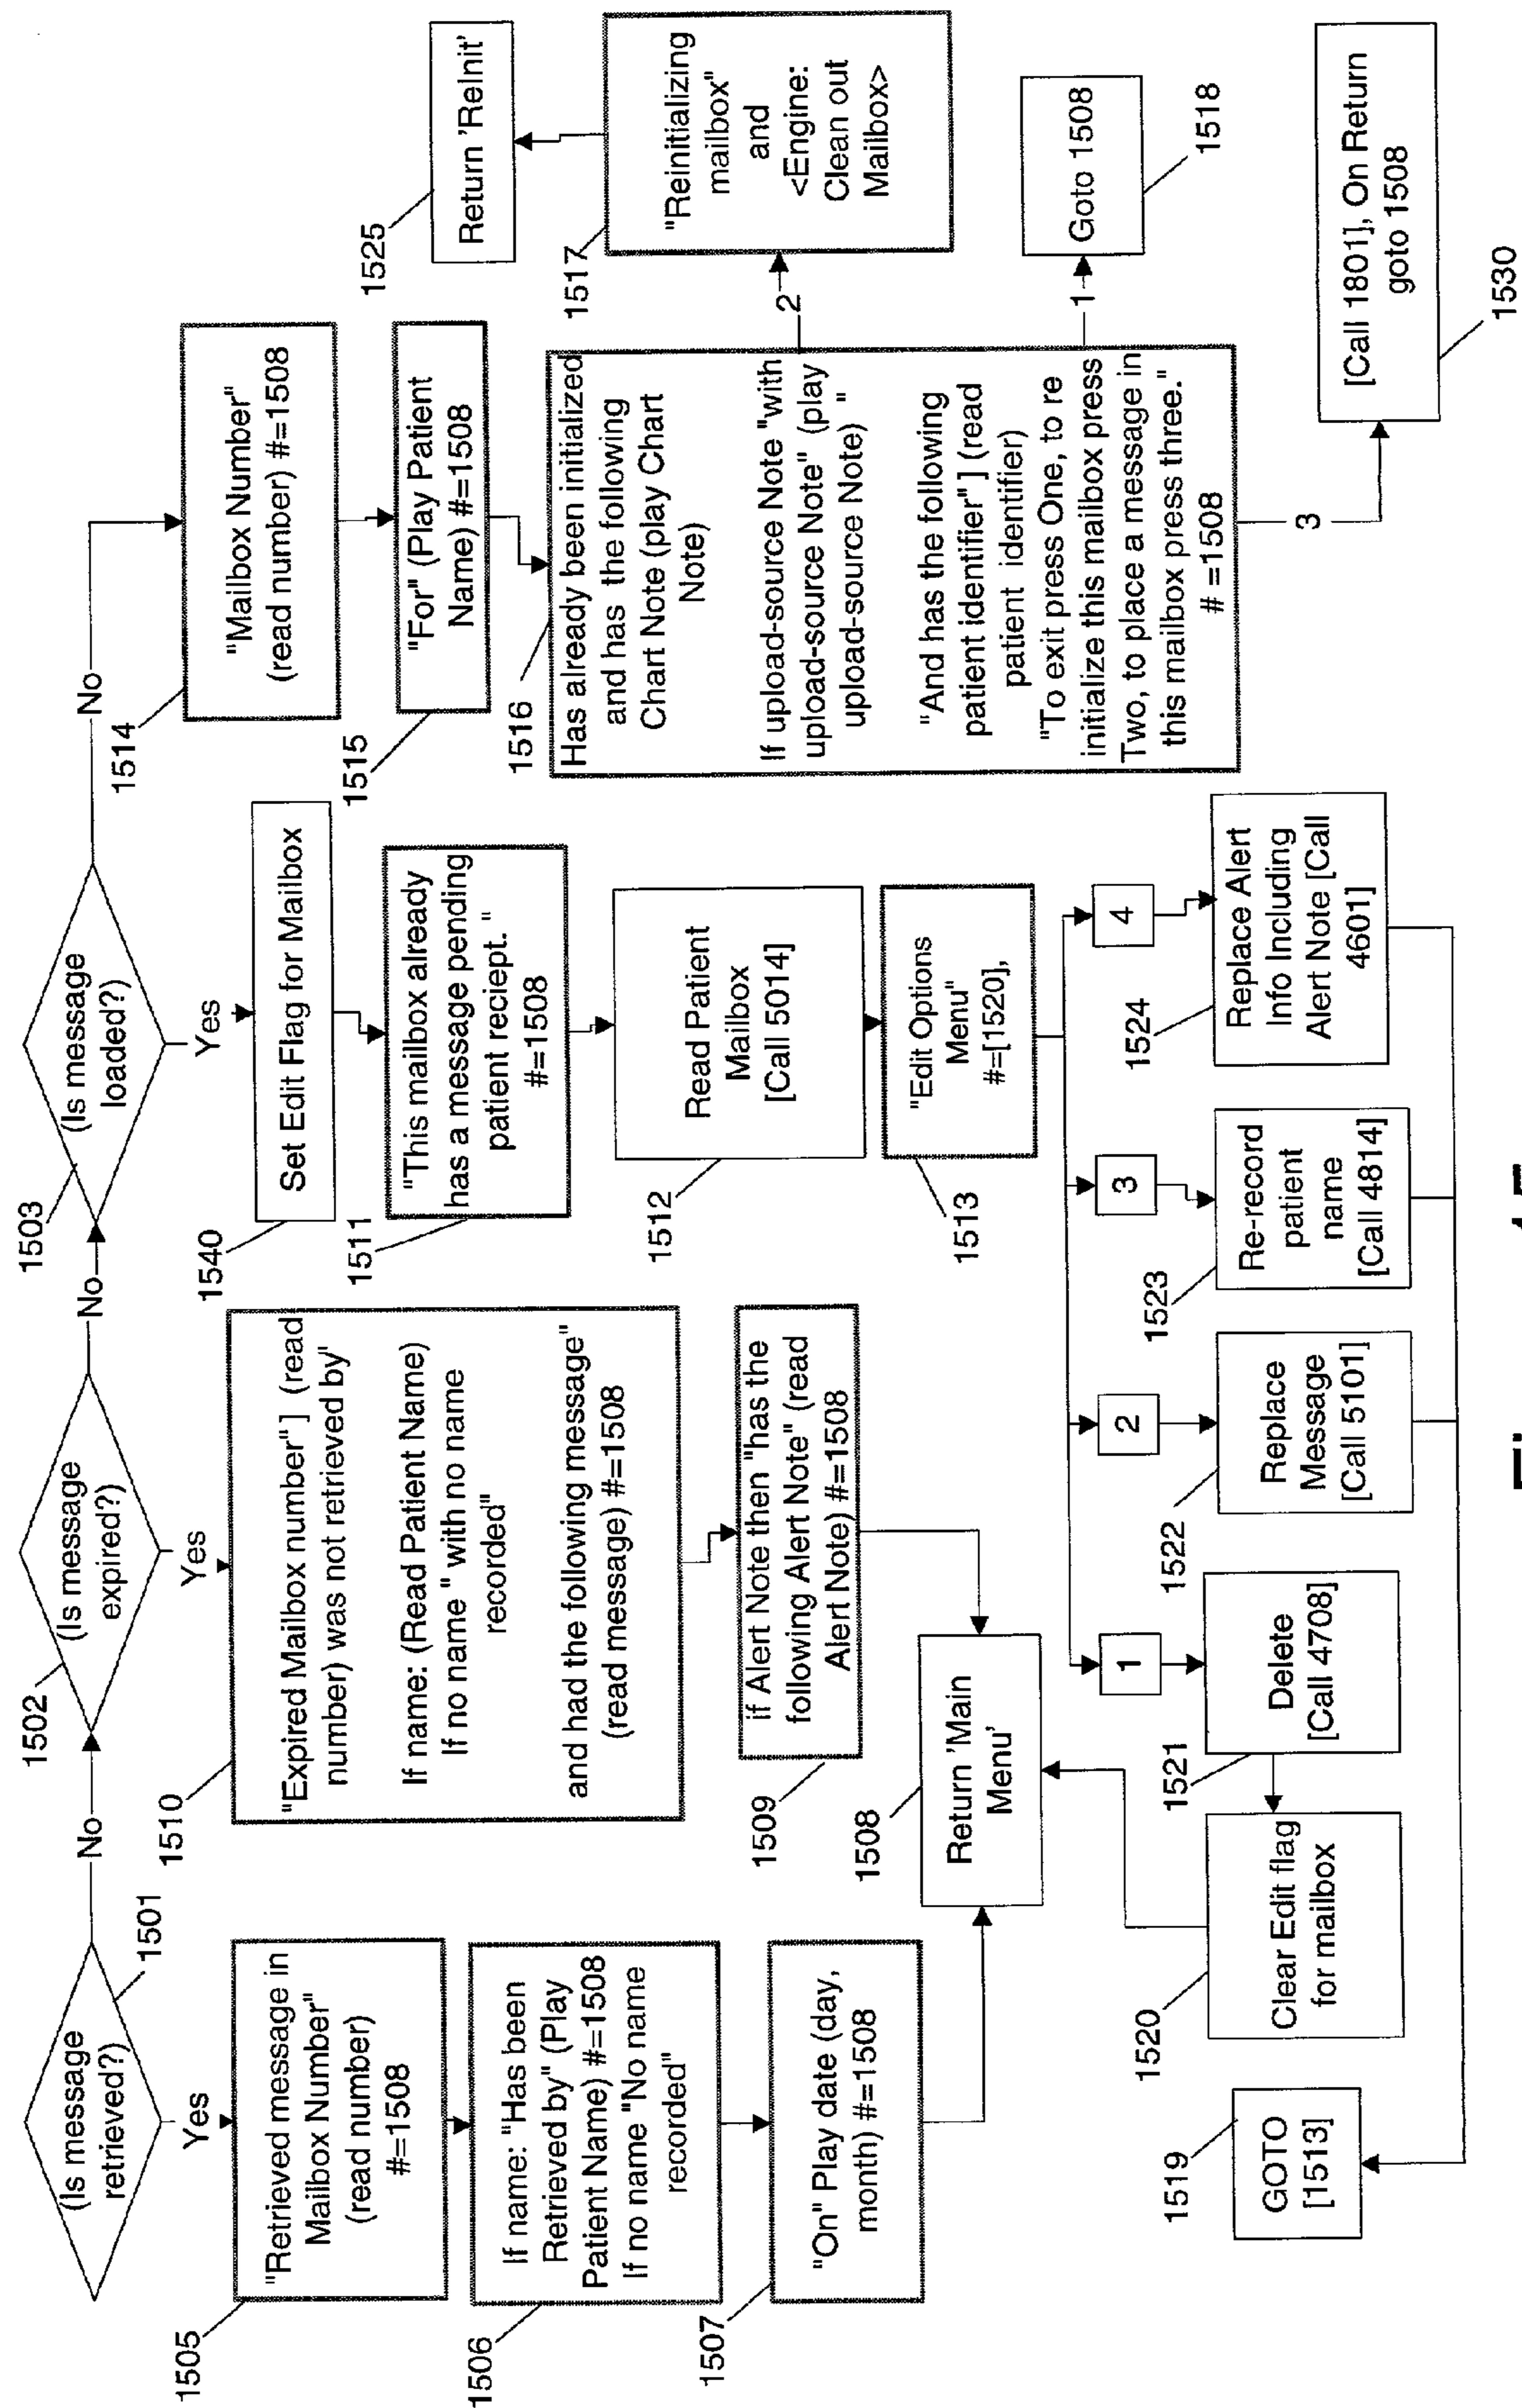 (Is message
retrieved?)
1501
No
Yes
1505
"Retrieved message in
Mailbox Number"
(read number)
#=1508
1506
If name: "Has been
Retrieved by" (Play
Patient Name) #=1508
If no name "No name
recorded"
1507
"On" Play date (day,
month) #=1508
1502
(Is message
expired?)
No
Yes
1510
"Expired Mailbox number" ] (read
number) was not retrieved by"
If name: (Read Patient Name)
If no name " with no name
recorded"
and had the following message"
(read message) #=1508
1509
if Alert Note then "has the
following Alert Note" (read
Alert Note) #=1508
1508
Return 'Main
Menu'
1503
(Is message
loaded?)
No
Yes
1540
Set Edit Flag for Mailbox
1511
"This mailbox already
has a message pending
patient reciept. "
#=1508
1512
Read Patient
Mailbox
[Call 5014]
1513
"Edit Options
Menu"
#=[1520],
1
2
3
4
1521
Delete
[Call 4708]
1522
Replace
Message
[Call 5101]
1523
Re-record
patient
name
[Call 4814]
1524
Replace Alert
Info Including
Alert Note [Call
4601]
1520
Clear Edit flag
for mailbox
1519
GOTO
[1513]
1514
"Mailbox Number"
(read number) #=1508
1515
"For" (Play Patient
Name) #=1508
1516
Has already been initialized
and has the following
Chart Note (play Chart
Note)
If upload-source Note "with
upload-source Note" (play
upload-source Note) "
"And has the following
patient identifier" ] (read
patient identifier)
"To exit press One, to re
initialize this mailbox press
Two, to place a message in
this mailbox press three."
# =1508
2
1
3
1517
"Reinitializing
mailbox"
and
<Engine:
Clean out
Mailbox>
1525
Return 'ReInit'
Goto 1508
1518
[Call 1801], On Return
goto 1508
1530